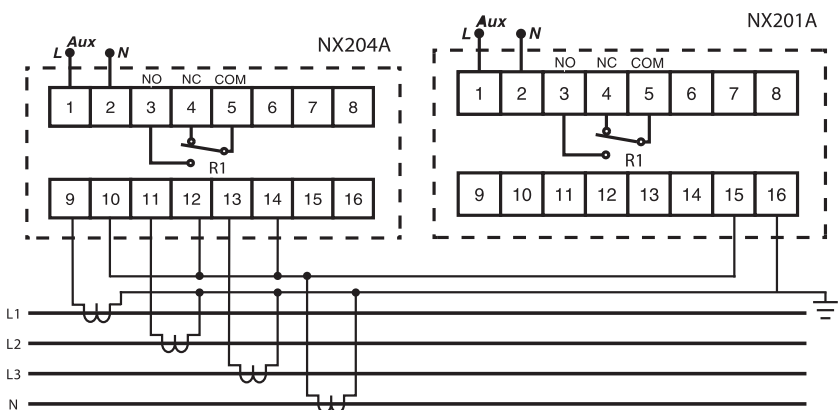 Aux
L N
NX204A
NO NC COM
1 2 3 4 5 6 7 8
R1
9 10 11 12 13 14 15 16
Aux
L N
NX201A
NO NC COM
1 2 3 4 5 6 7 8
R1
9 10 11 12 13 14 15 16
L1
L2
L3
N